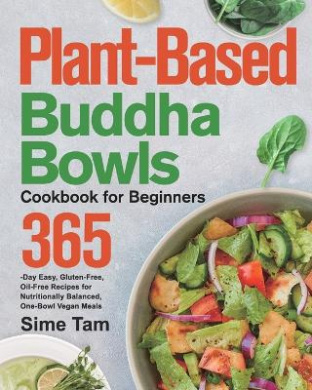 Plant-Based
Buddha
Bowls
Cookbook for Beginners
365
-Day Easy, Gluten-Free,
Oil-Free Recipes for
Nutritionally Balanced,
One-Bowl Vegan Meals
Sime Tam